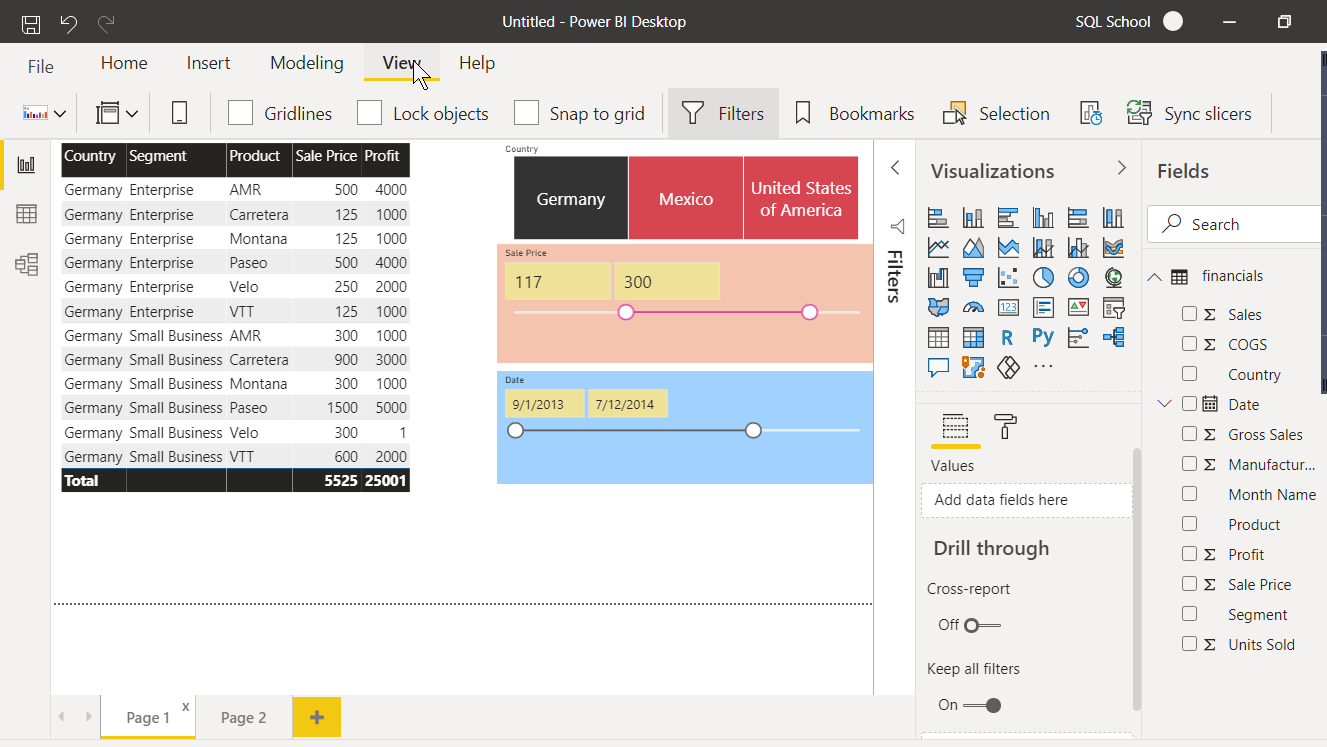 Untitled - Power BI Desktop
SQL School
File Home Insert Modeling View Help
Gridlines Lock objects Snap to grid Filters Bookmarks Selection Sync slicers
Country Segment Product Sale Price Profit
Germany Enterprise AMR 500 4000
Germany Enterprise Carretera 125 1000
Germany Enterprise Montana 125 1000
Germany Enterprise Paseo 500 4000
Germany Enterprise Velo 250 2000
Germany Enterprise VTT 125 1000
Germany Small Business AMR 300 1000
Germany Small Business Carretera 900 3000
Germany Small Business Montana 300 1000
Germany Small Business Paseo 1500 5000
Germany Small Business Velo 300 1
Germany Small Business VTT 600 2000
Total 5525 25001
Country
Germany
Mexico
United States
of America
Sale Price
117 300
Date
9/1/2013 7/12/2014
Filters
Visualizations
123
R Py
Values
Add data fields here
Drill through
Cross-report
Off
Keep all filters
On
Fields
Search
financials
Σ Sales
Σ COGS
Country
Date
Σ Gross Sales
Σ Manufactur...
Month Name
Product
Σ Profit
Σ Sale Price
Segment
Σ Units Sold
Page 1 x
Page 2
+